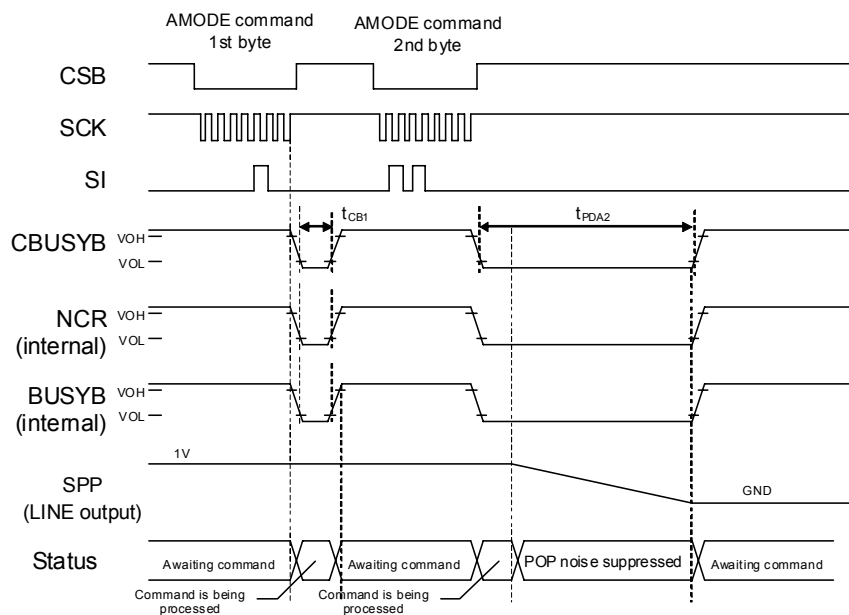 AMODE command
1st byte
AMODE command
2nd byte
CSB
SCK
SI
tCB1
tPDA2
CBUSYB
VOH
VOL
NCR
(internal)
VOH
VOL
BUSYB
(internal)
VOH
VOL
1V
SPP
(LINE output)
GND
Status
Awaiting command
Awaiting command
POP noise suppressed
Awaiting command
Command is being
processed
Command is being
processed